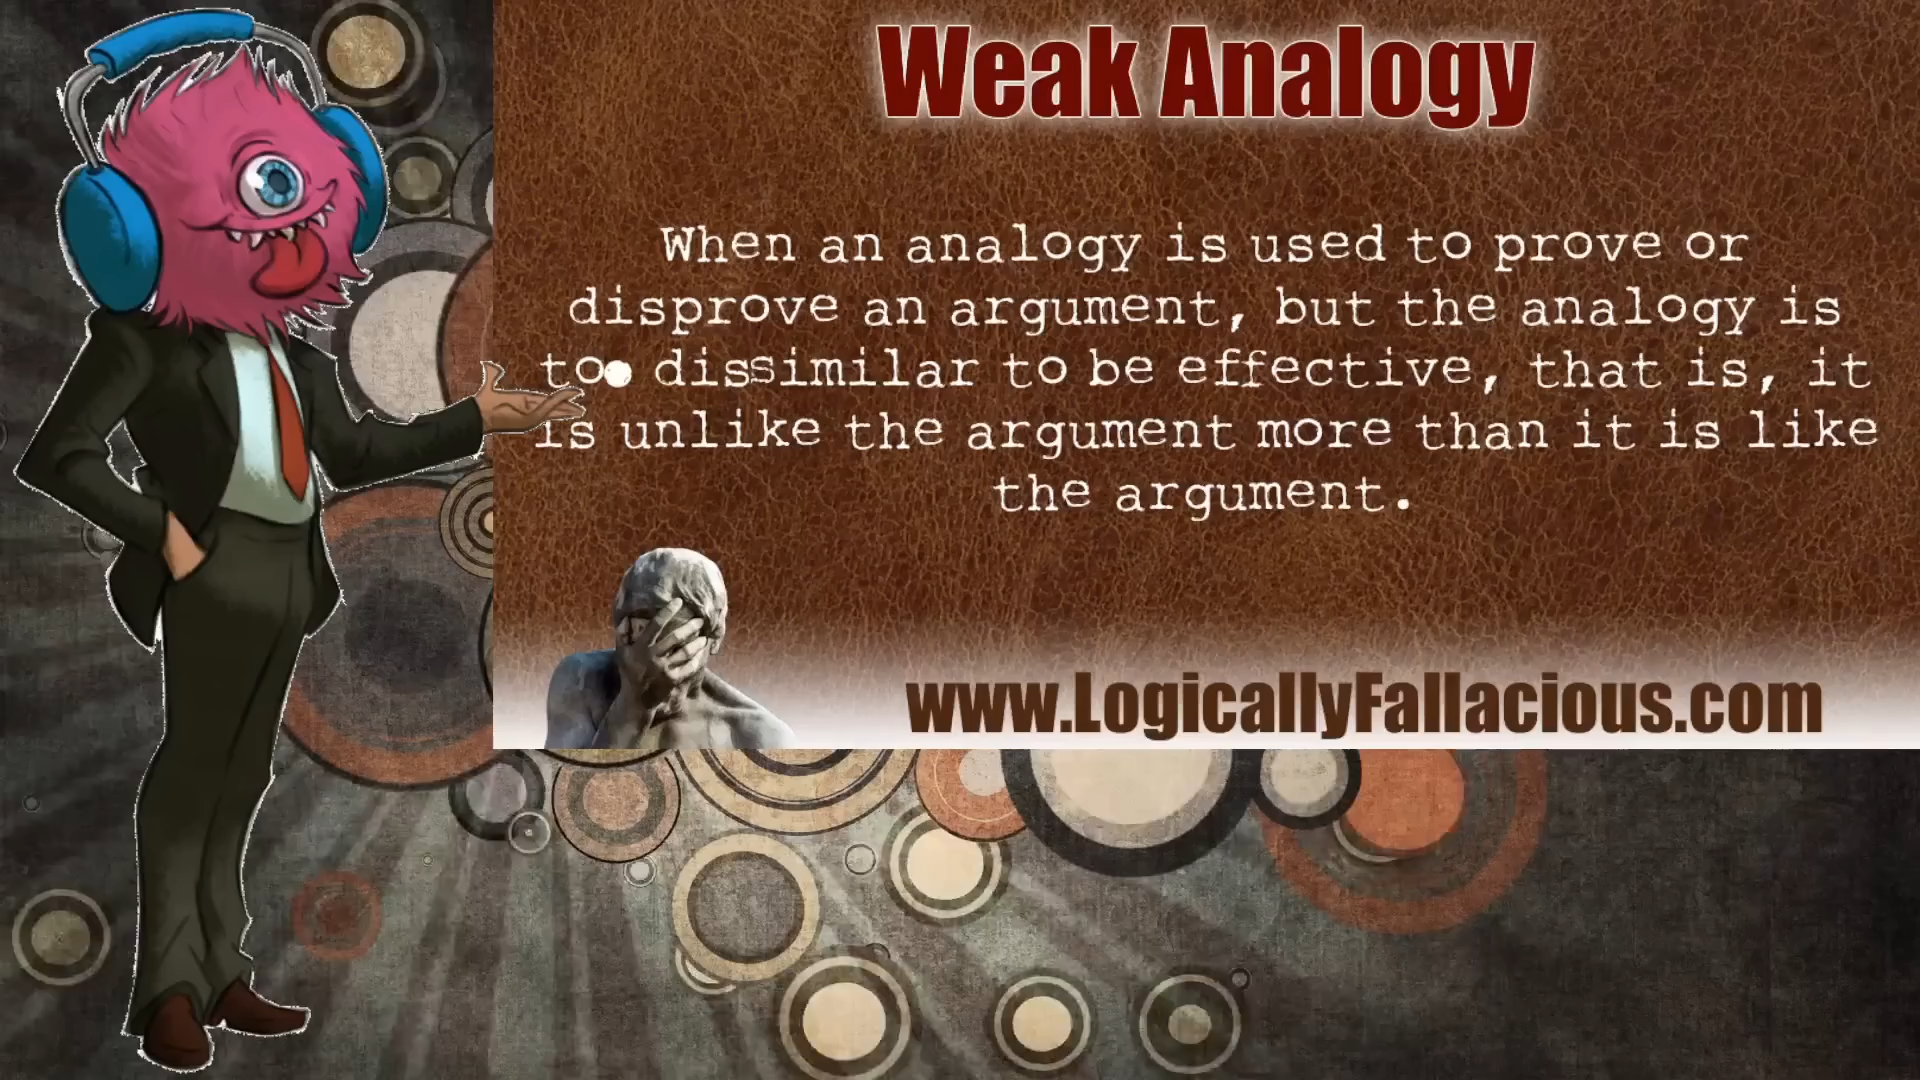 Weak Analogy
When an analogy is used to prove or
disprove an argument, but the analogy is
too dissimilar to be effective, that is, it
is unlike the argument more than it is like
the argument.
www.LogicallyFallacious.com